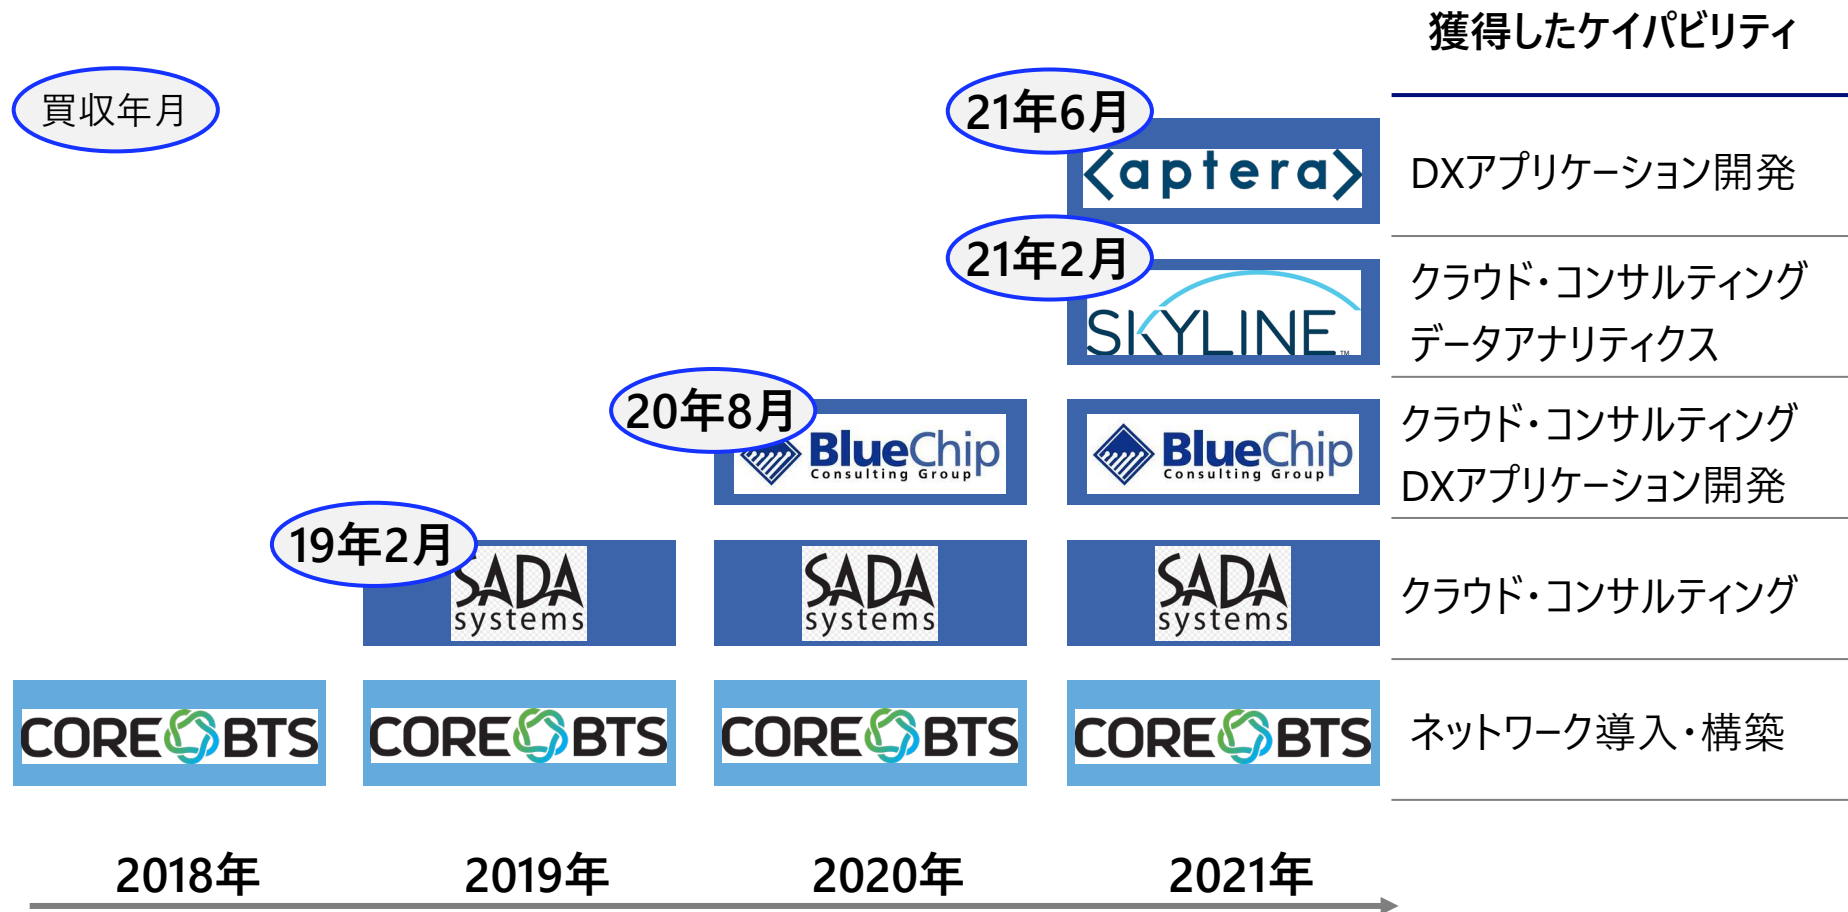 獲得したケイパビリティ
買収年月
21年6月
<aptera>
DXアプリケーション開発
21年2月
SKYLINE™
クラウド・コンサルティング
データアナリティクス
20年8月
BlueChip
Consulting Group
BlueChip
Consulting Group
クラウド・コンサルティング
DXアプリケーション開発
19年2月
SADA
systems
SADA
systems
SADA
systems
クラウド・コンサルティング
CORE BTS
CORE BTS
CORE BTS
CORE BTS
ネットワーク導入・構築
2018年
2019年
2020年
2021年